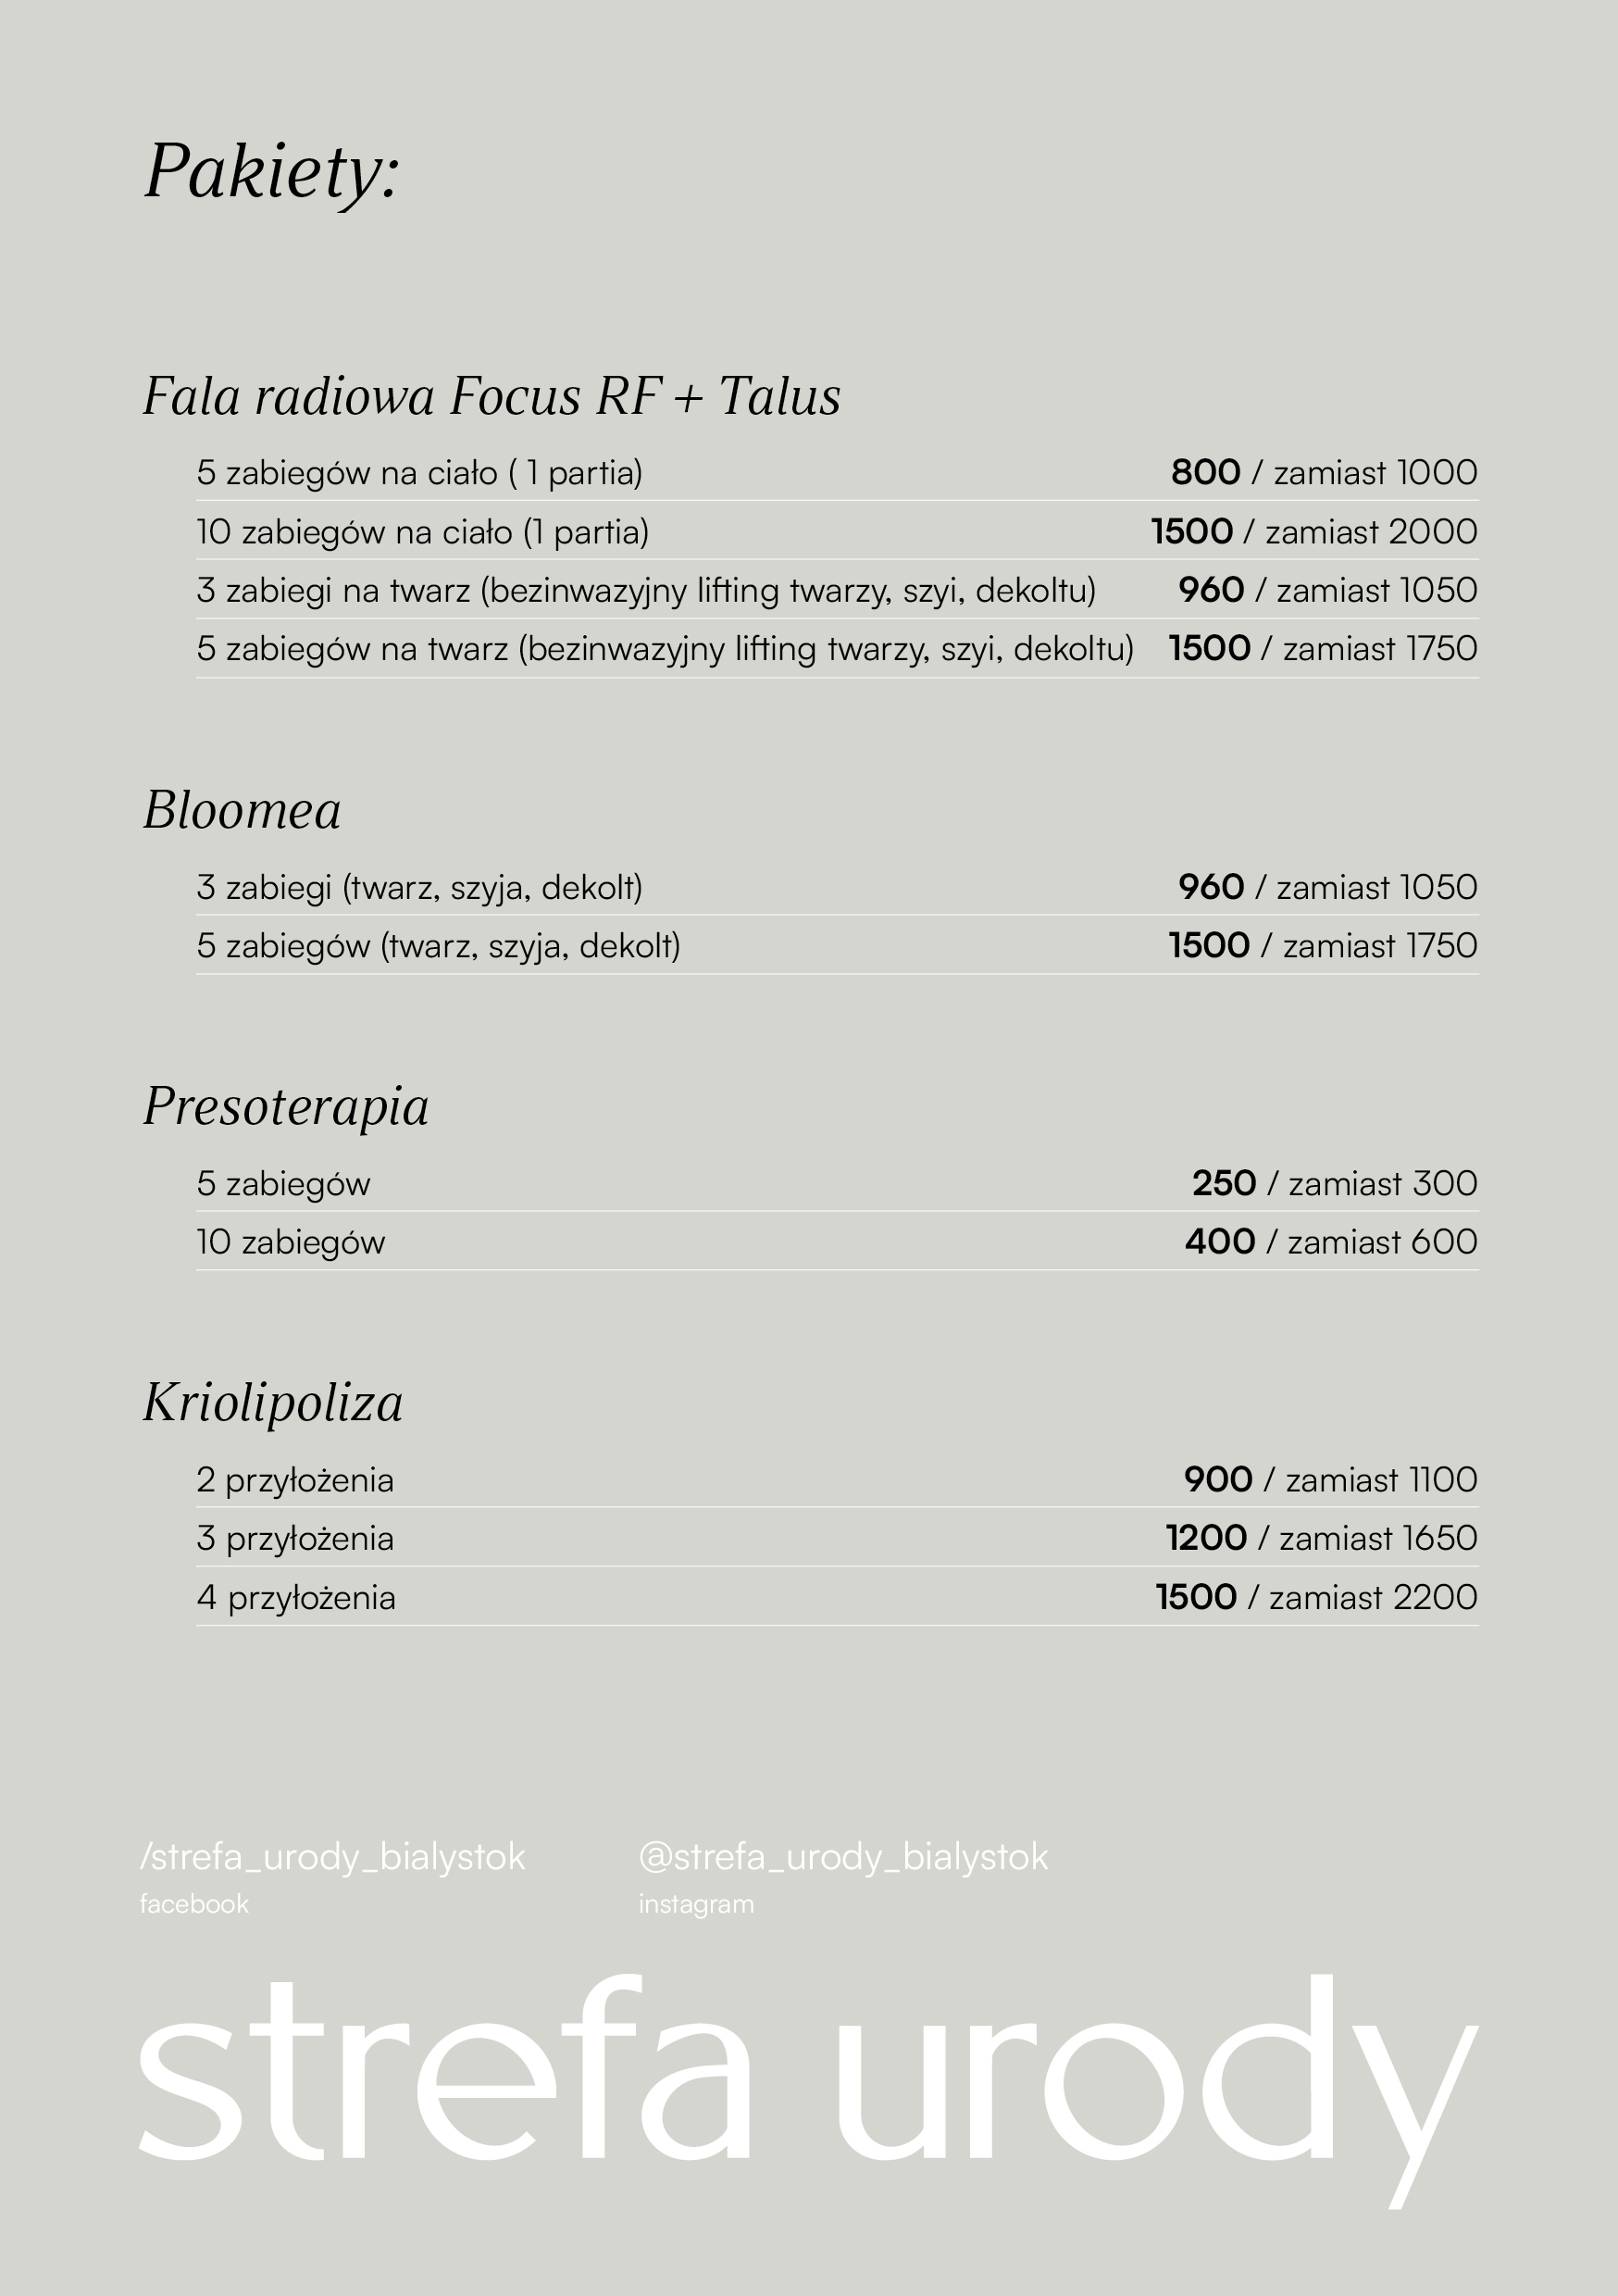 Pakiety:
Fala radiowa Focus RF + Talus
5 zabiegów na ciało ( 1 partia) 800 / zamiast 1000
10 zabiegów na ciało (1 partia) 1500 / zamiast 2000
3 zabiegi na twarz (bezinwazyjny lifting twarzy, szyi, dekoltu) 960 / zamiast 1050
5 zabiegów na twarz (bezinwazyjny lifting twarzy, szyi, dekoltu) 1500 / zamiast 1750
Bloomea
3 zabiegi (twarz, szyja, dekolt) 960 / zamiast 1050
5 zabiegów (twarz, szyja, dekolt) 1500 / zamiast 1750
Presoterapia
5 zabiegów 250 / zamiast 300
10 zabiegów 400 / zamiast 600
Kriolipoliza
2 przyłożenia 900 / zamiast 1100
3 przyłożenia 1200 / zamiast 1650
4 przyłożenia 1500 / zamiast 2200
/strefa_urody_bialystok @strefa_urody_bialystok
facebook instagram
strefa urody